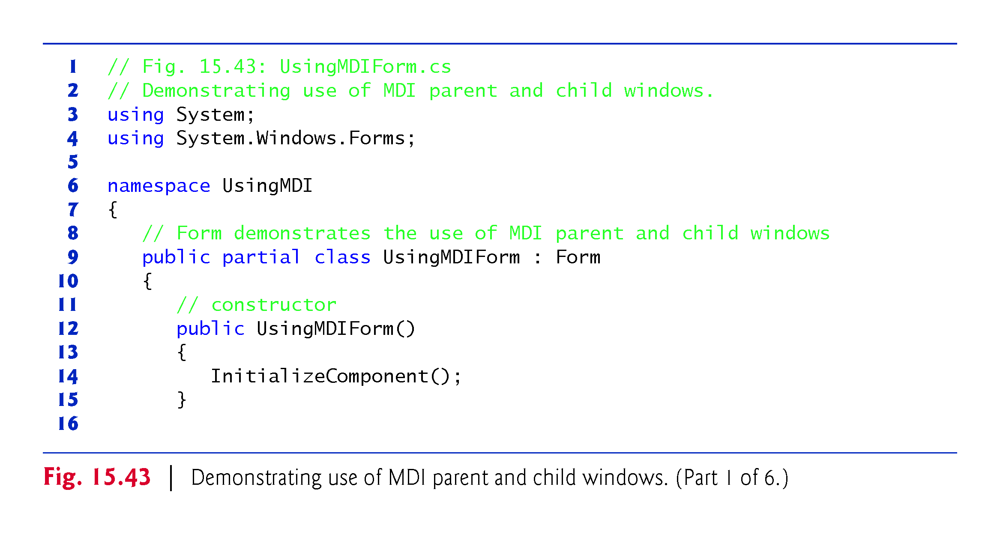 1 // Fig. 15.43: UsingMDIForm.cs
2 // Demonstrating use of MDI parent and child windows.
3 using System;
4 using System.Windows.Forms;
5
6 namespace UsingMDI
7 {
8    // Form demonstrates the use of MDI parent and child windows
9    public partial class UsingMDIForm : Form
10    {
11       // constructor
12       public UsingMDIForm()
13       {
14          InitializeComponent();
15       }
16
Fig. 15.43 | Demonstrating use of MDI parent and child windows. (Part 1 of 6.)